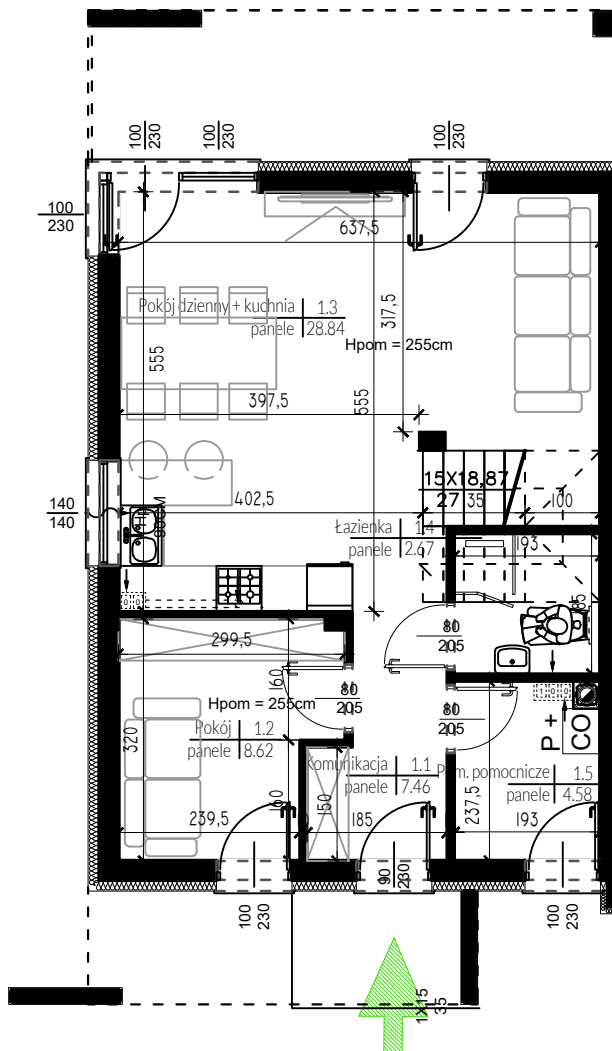 100
230
100
230
100
230
100
230
637,5
Pokój dzienny + kuchnia 1.3
panele 28.84
317,5
Hpom = 255cm
555
555
397,5
140
140
402,5
90CM
15X18,87
27 35 100
Łazienka 1.4
panele 2.67
193
185
80
205
299,5
160
Hpom = 255cm
80
205
80
205
100
P +
CO
320
Pokój 1.2
panele 8.62
Komunikacja 1.1
panele 7.46
Pom. pomocnicze 1.5
panele 4.58
160
150
237,5
239,5
185
193
100
230
90
230
100
230
1X15
35